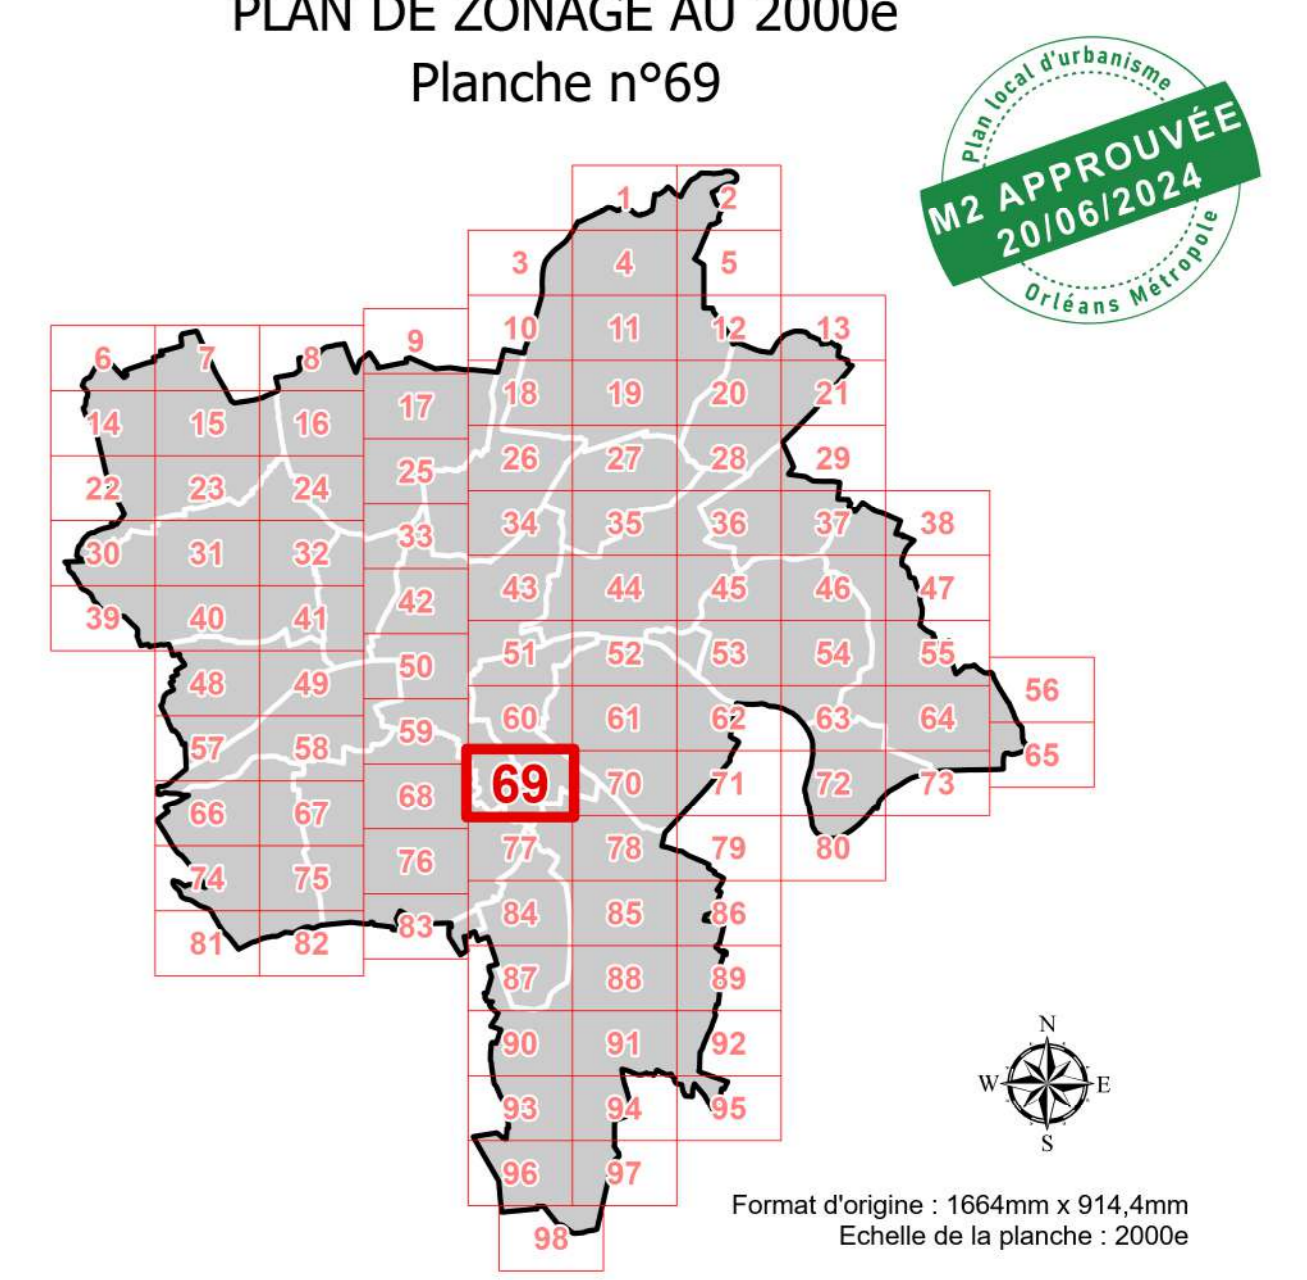 PLAN DE ZONAGE AU 2000e
Planche n°69
Plan local d'urbanisme
M2 APPROUVÉE
20/06/2024
Orléans Métropole
1 2
3 4 5
10 11 12 13
6 7 8 9
18 19 20 21
14 15 16 17
26 27 28 29
22 23 24 25
34 35 36 37 38
30 31 32 33
43 44 45 46 47
39 40 41 42
51 52 53 54 55
48 49 50
56
60 61 62 63 64
57 58 59
65
69 70 71 72 73
66 67 68
77 78 79 80
74 75 76
84 85 86
81 82 83
87 88 89
90 91 92
N
W E
S
93 94 95
96 97
98
Format d'origine : 1664mm x 914,4mm
Echelle de la planche : 2000e